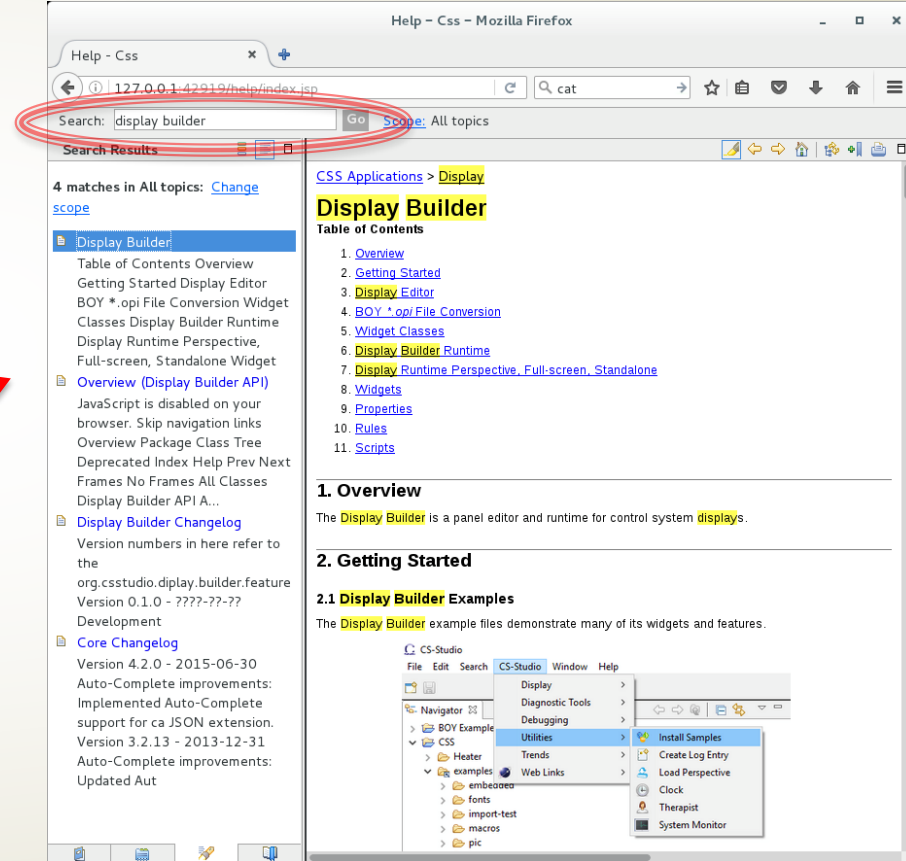 Help – Css – Mozilla Firefox
Help - Css
127.0.0.1:42919/help/index.jsp
cat
Search: display builder Go Scope: All topics
Search Results
4 matches in All topics: Change
scope
Display Builder
Table of Contents Overview
Getting Started Display Editor
BOY *.opi File Conversion Widget
Classes Display Builder Runtime
Display Runtime Perspective,
Full-screen, Standalone Widget
Overview (Display Builder API)
JavaScript is disabled on your
browser. Skip navigation links
Overview Package Class Tree
Deprecated Index Help Prev Next
Frames No Frames All Classes
Display Builder API A...
Display Builder Changelog
Version numbers in here refer to
the
org.csstudio.diplay.builder.feature
Version 0.1.0 - ????-??-??
Development
Core Changelog
Version 4.2.0 - 2015-06-30
Auto-Complete improvements:
Implemented Auto-Complete
support for ca JSON extension.
Version 3.2.13 - 2013-12-31
Auto-Complete improvements:
Updated Aut
CSS Applications > Display
Display Builder
Table of Contents
1. Overview
2. Getting Started
3. Display Editor
4. BOY *.opi File Conversion
5. Widget Classes
6. Display Builder Runtime
7. Display Runtime Perspective, Full-screen, Standalone
8. Widgets
9. Properties
10. Rules
11. Scripts
1. Overview
The Display Builder is a panel editor and runtime for control system displays.
2. Getting Started
2.1 Display Builder Examples
The Display Builder example files demonstrate many of its widgets and features.
CS-Studio
File Edit Search CS-Studio Window Help
Display
Diagnostic Tools
Debugging
Utilities
Trends
Web Links
Navigator
BOY Example
CSS
Heater
examples
embedded
fonts
import-test
macros
pic
Install Samples
Create Log Entry
Load Perspective
Clock
Therapist
System Monitor